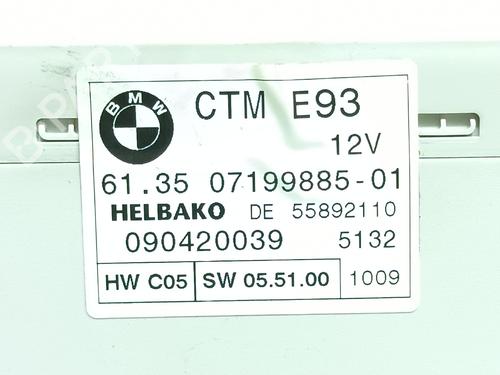 BMW
CTM E93
12V
61.35 07199885-01
HELBAKO DE 55892110
090420039 5132
HW C05 SW 05.51.00 1009